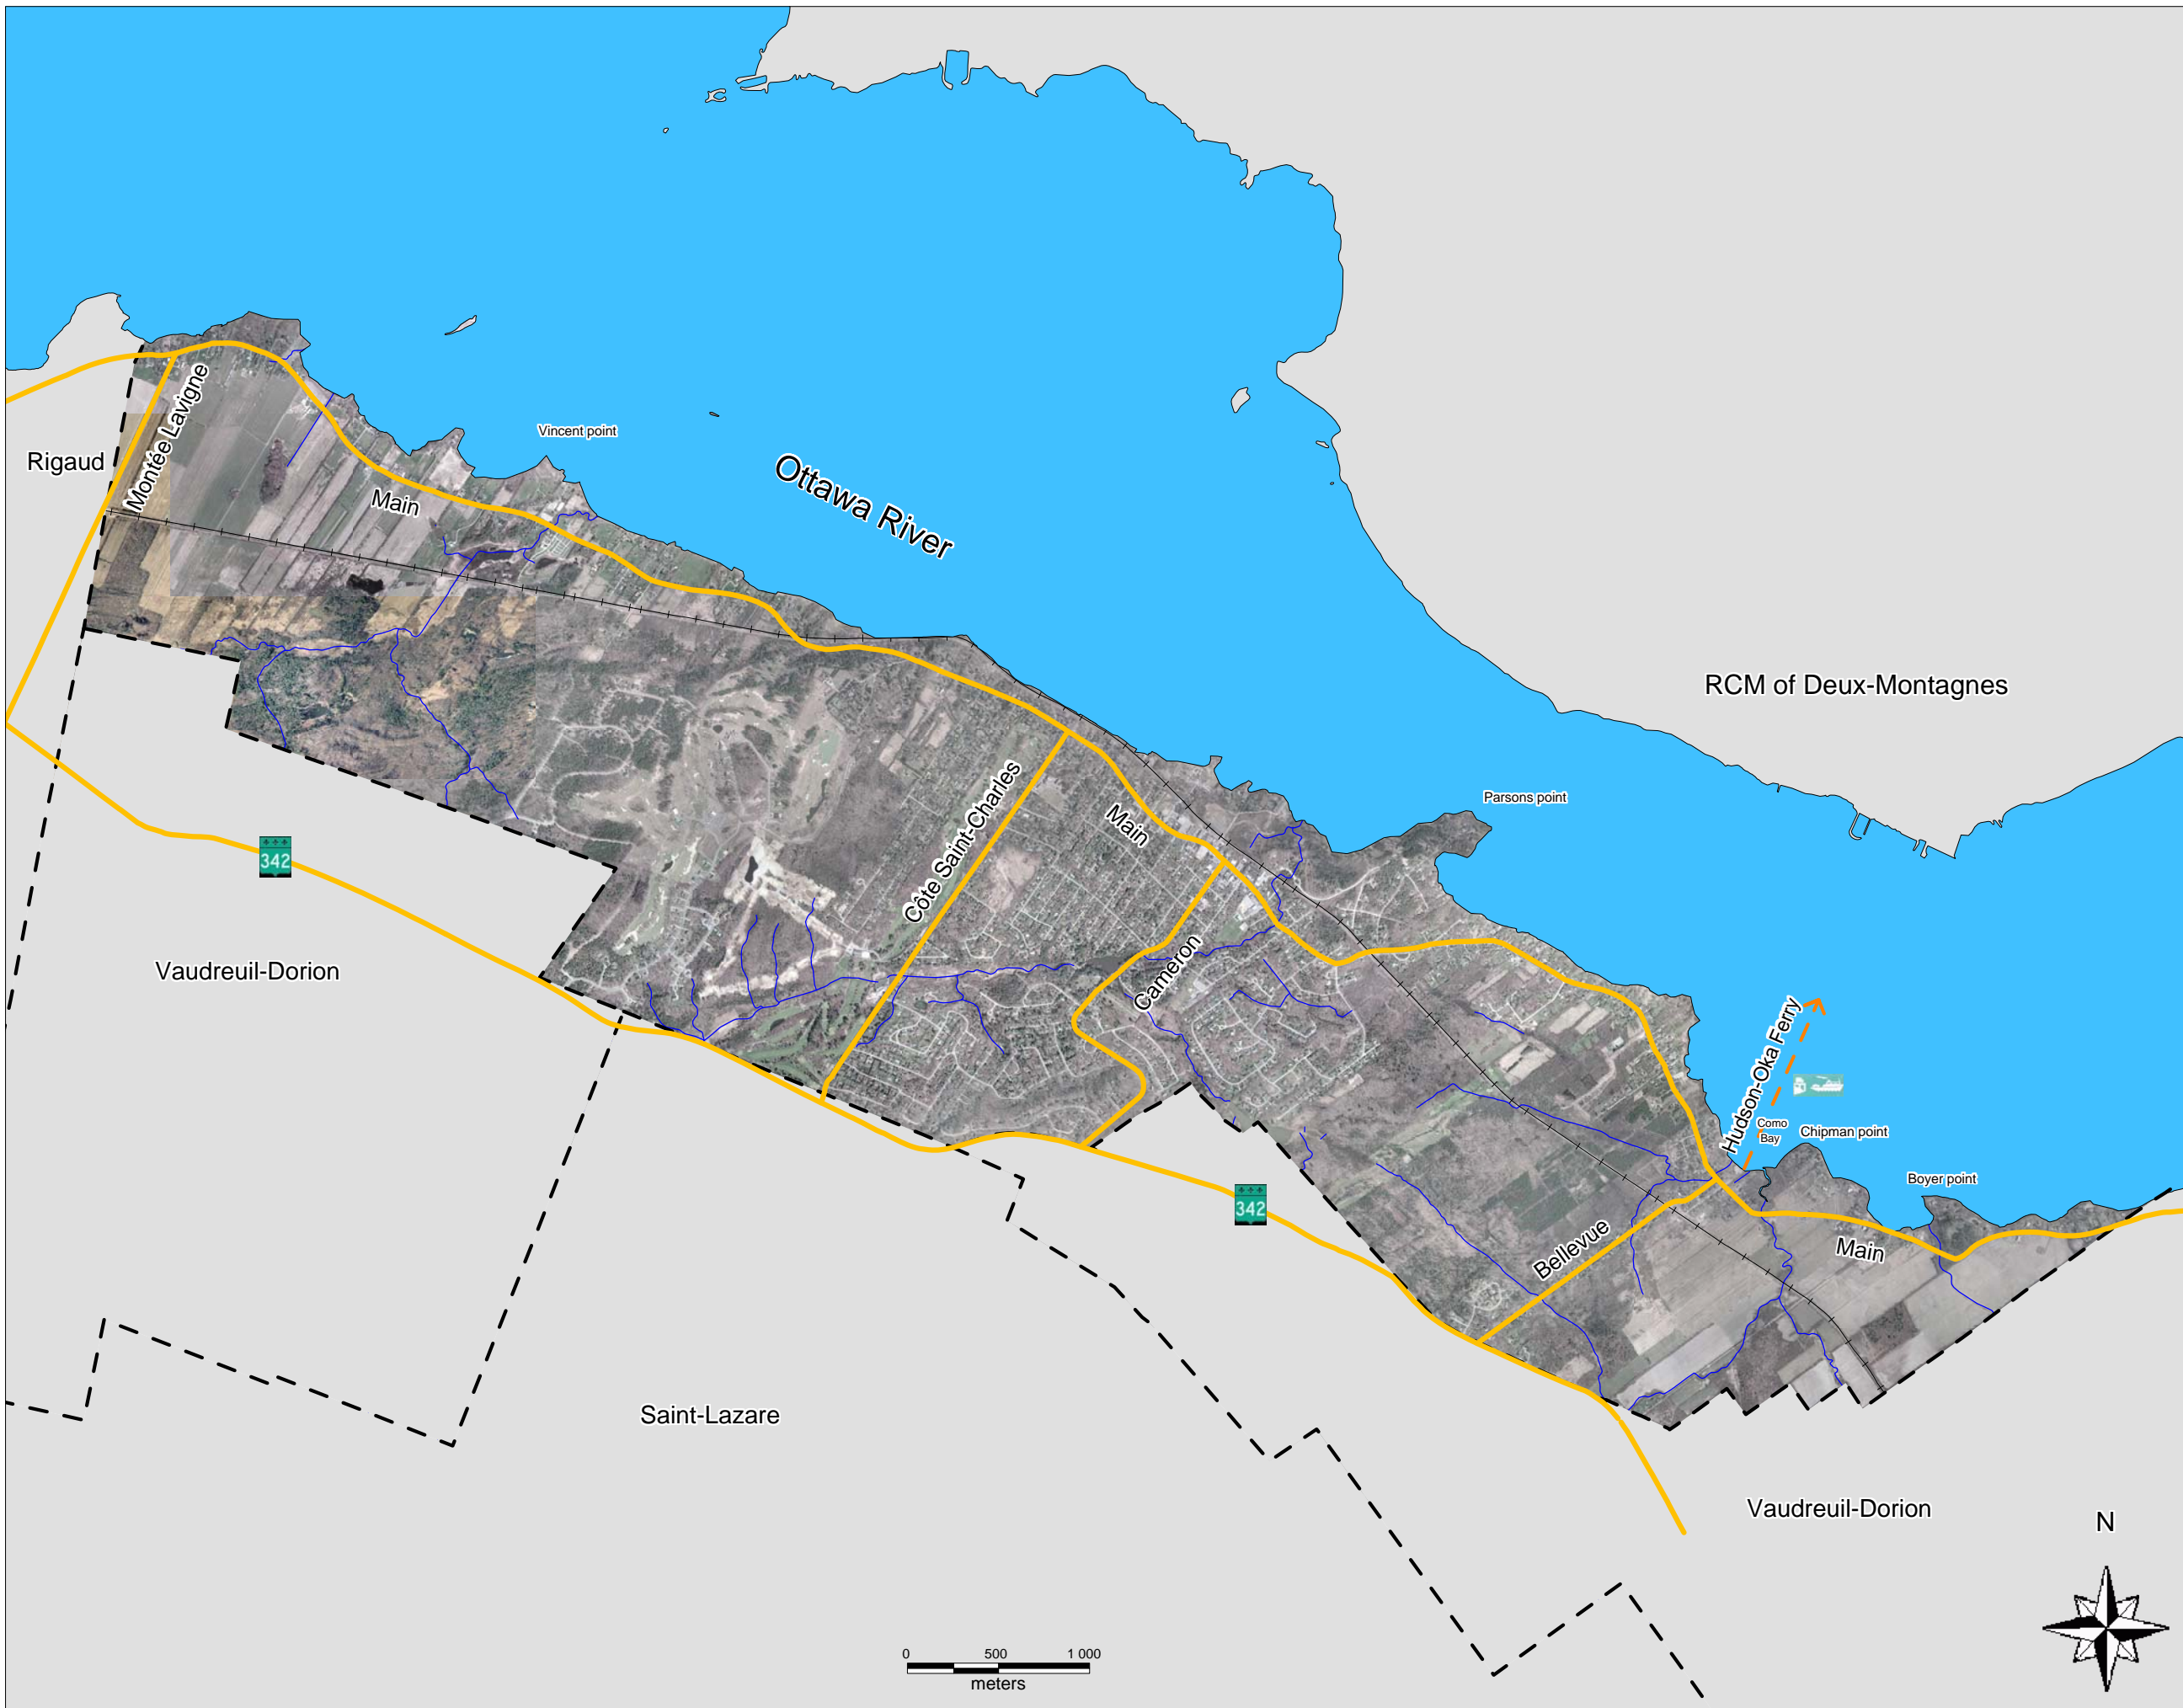 Vincent point
Rigaud
Montée Lavigne
Main
Ottawa River
RCM of Deux-Montagnes
Parsons point
Côte Saint-Charles
Main
342
Vaudreuil-Dorion
Cameron
Hudson-Oka Ferry
Como
Bay
Chipman point
Boyer point
342
Bellevue
Main
Saint-Lazare
Vaudreuil-Dorion
N
0 500 1 000
meters